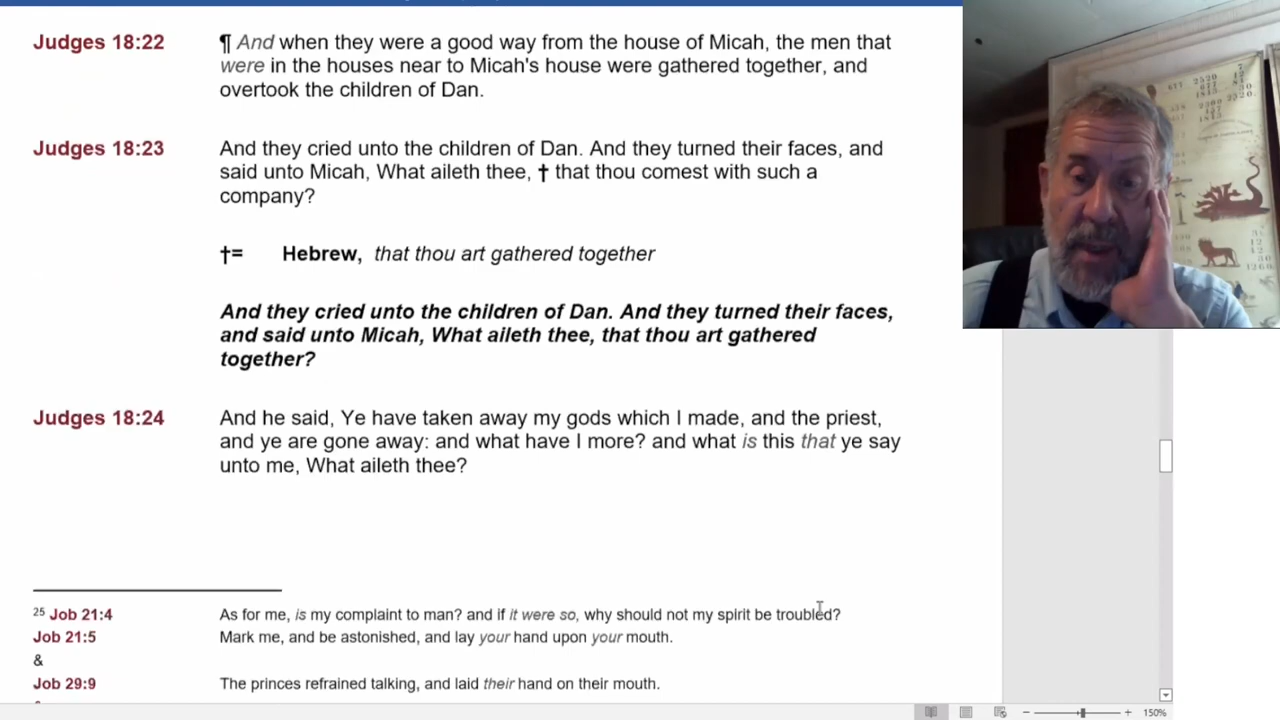 Judges 18:22 ¶ And when they were a good way from the house of Micah, the men that
were in the houses near to Micah's house were gathered together, and
overtook the children of Dan.
Judges 18:23 And they cried unto the children of Dan. And they turned their faces, and
said unto Micah, What aileth thee, † that thou comest with such a
company?
†= Hebrew, that thou art gathered together
And they cried unto the children of Dan. And they turned their faces,
and said unto Micah, What aileth thee, that thou art gathered
together?
Judges 18:24 And he said, Ye have taken away my gods which I made, and the priest,
and ye are gone away: and what have I more? and what is this that ye say
unto me, What aileth thee?
25 Job 21:4 As for me, is my complaint to man? and if it were so, why should not my spirit be troubled?
Job 21:5 Mark me, and be astonished, and lay your hand upon your mouth.
&
Job 29:9 The princes refrained talking, and laid their hand on their mouth.
150%
677
2520
677
1843
2520